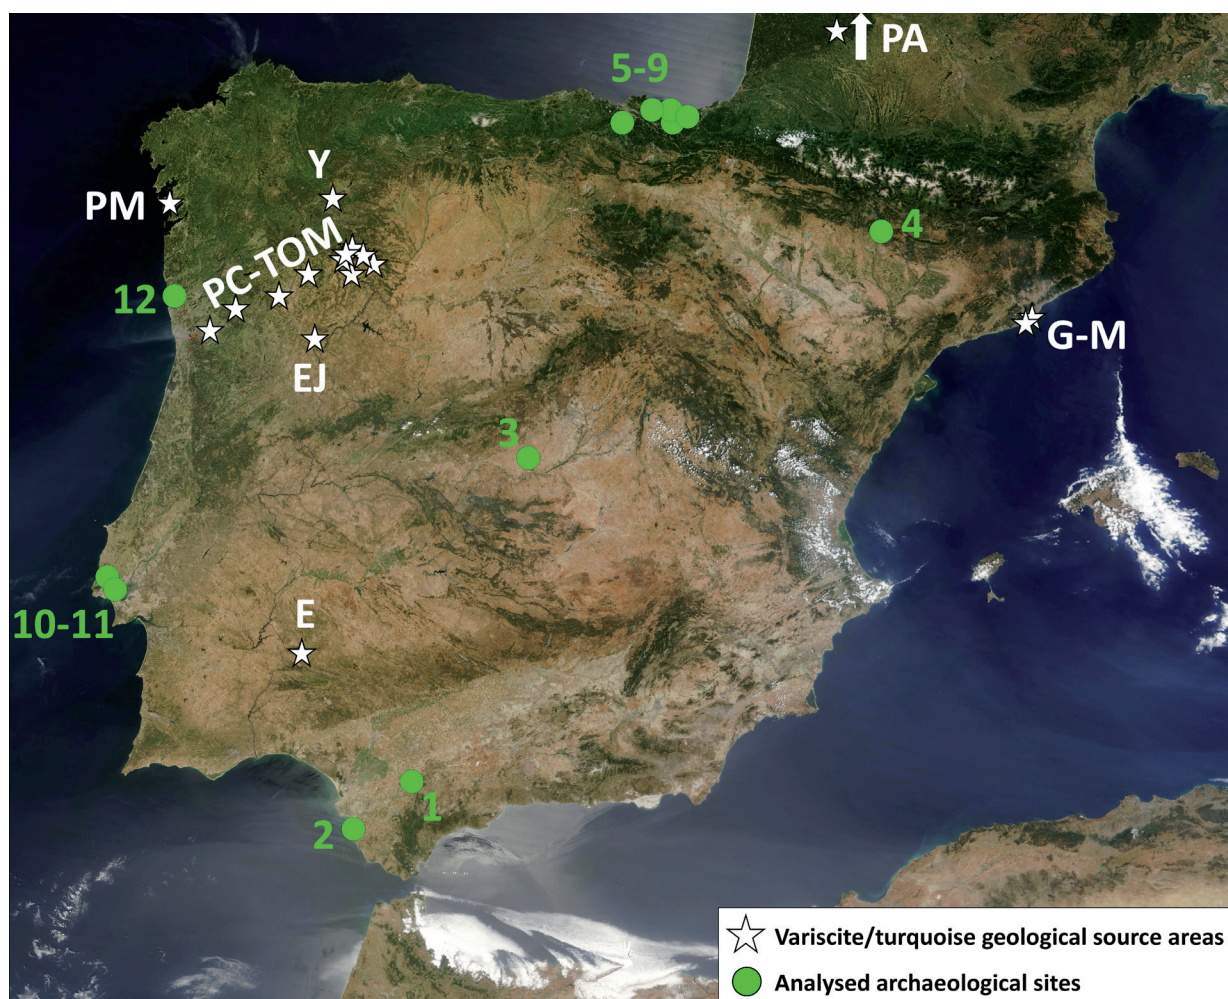 PA
5-9
Y
PM
4
PC-TOM
12
G-M
EJ
3
E
10-11
1
2
Variscite/turquoise geological source areas
Analysed archaeological sites